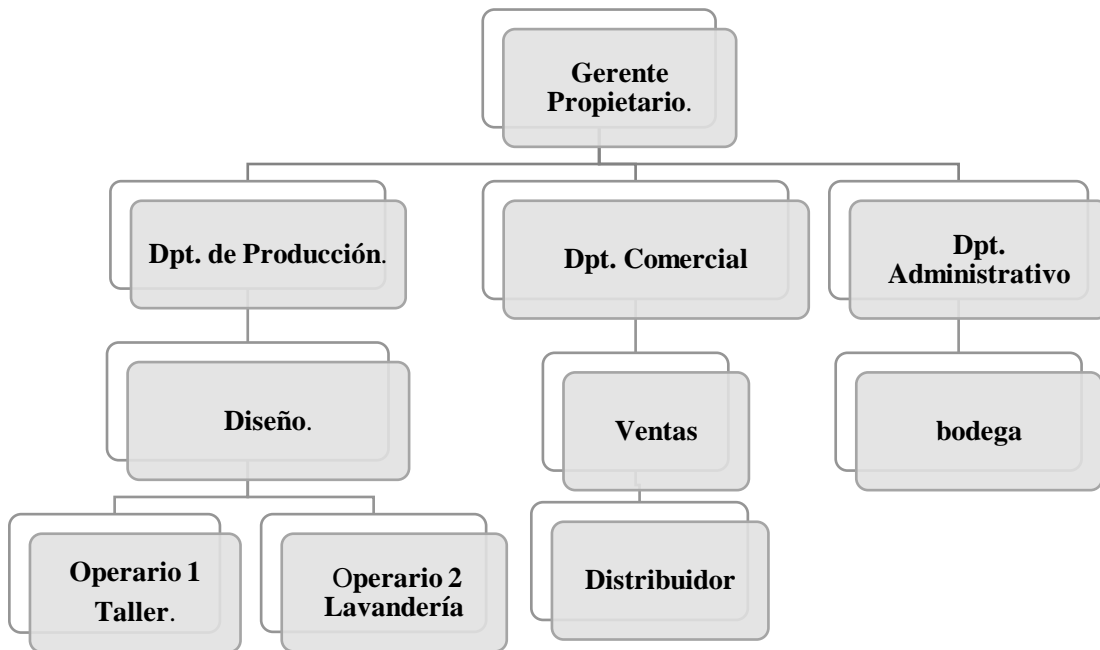 Gerente
Propietario.
Dpt. de Producción.
Dpt. Comercial
Dpt.
Administrativo
Diseño.
Ventas
bodega
Operario 1
Taller.
Operario 2
Lavandería
Distribuidor